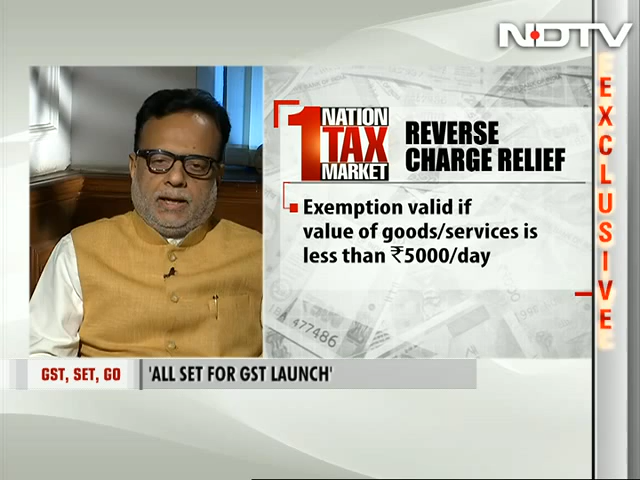 NDTV
EXCLUSIVE
1 NATION
TAX
MARKET
REVERSE
CHARGE RELIEF
Exemption valid if
value of goods/services is
less than ₹5000/day
477486
GST, SET, GO
'ALL SET FOR GST LAUNCH'